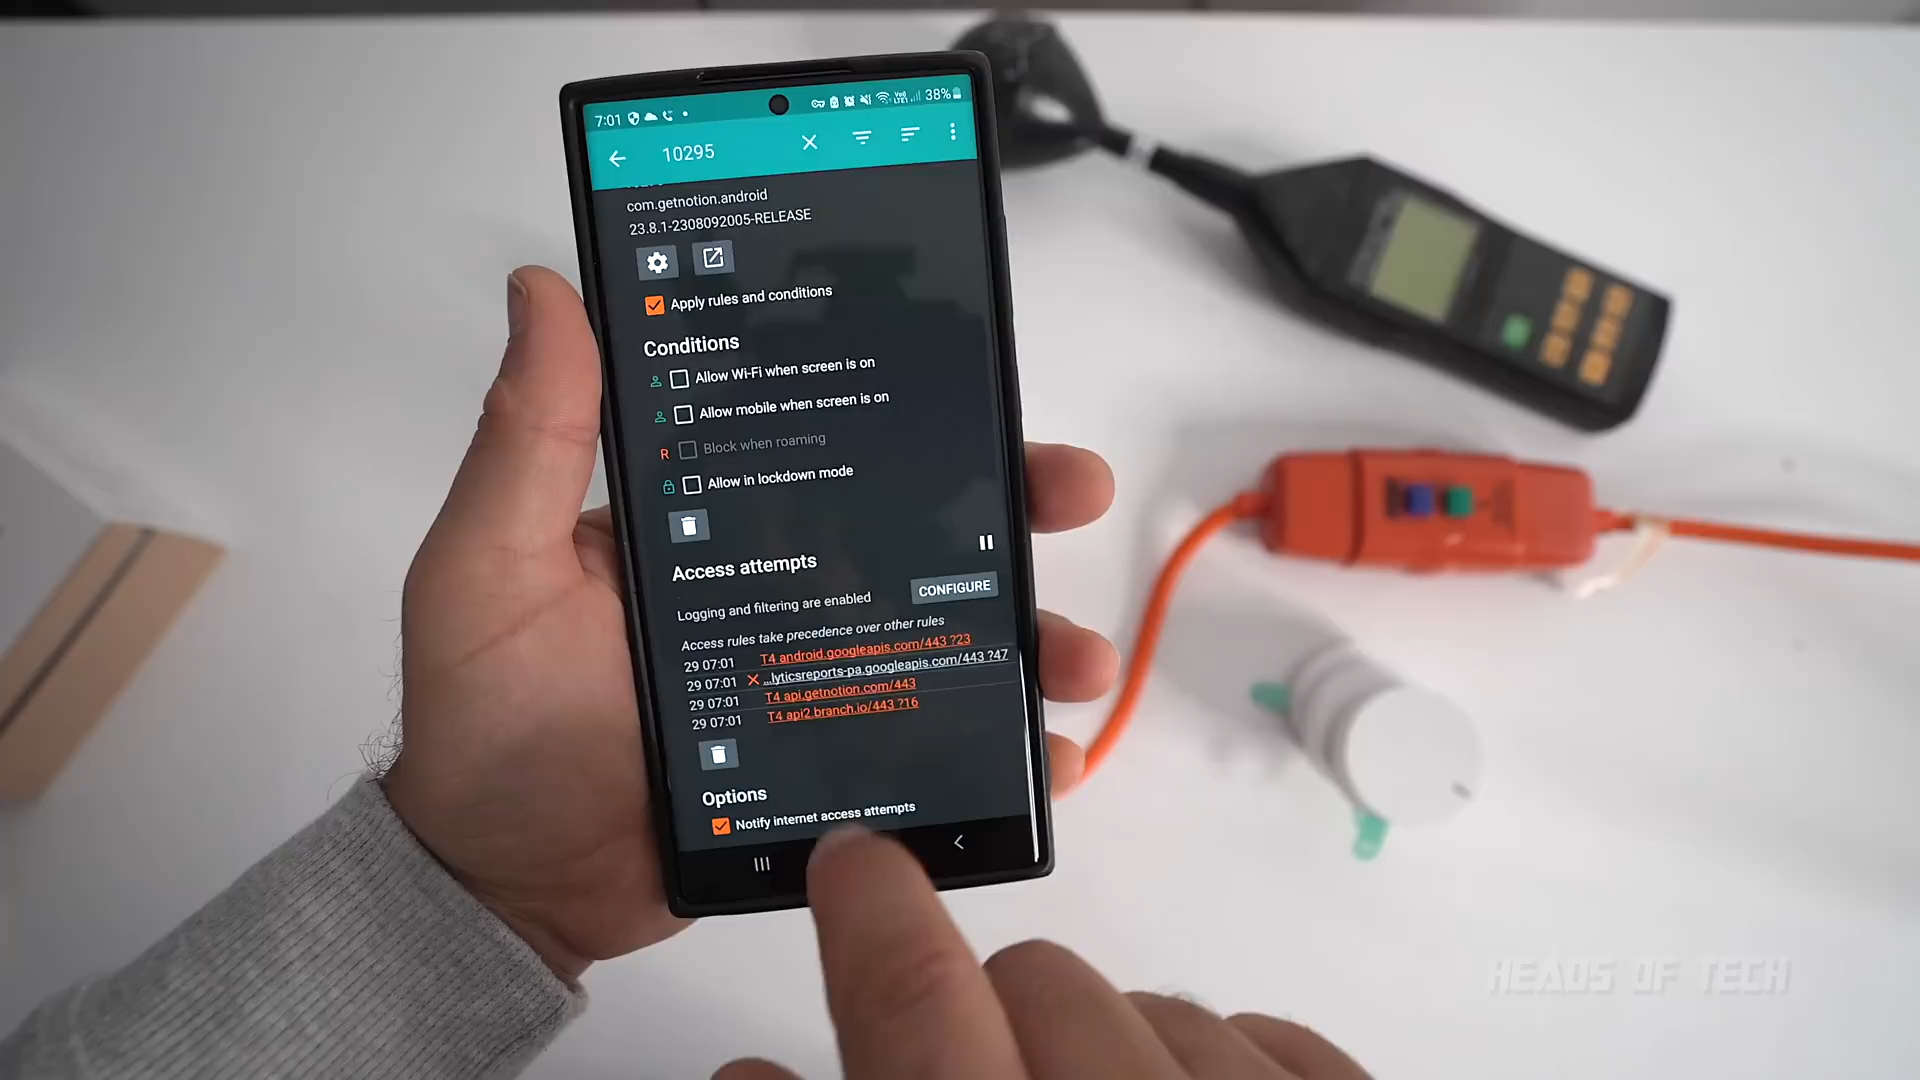 7:01
38%
10295
com.getnotion.android
23.8.1-2308092005-RELEASE
Apply rules and conditions
Conditions
Allow Wi-Fi when screen is on
Allow mobile when screen is on
R Block when roaming
Allow in lockdown mode
Access attempts
Logging and filtering are enabled
CONFIGURE
Access rules take precedence over other rules
29 07:01 T4 android.googleapis.com/443 ?23
29 07:01 ...lyticsreports-pa.googleapis.com/443 ?47
29 07:01 T4 api.getnotion.com/443
29 07:01 T4 api2.branch.io/443 ?16
Options
Notify internet access attempts
HEADS OF TECH